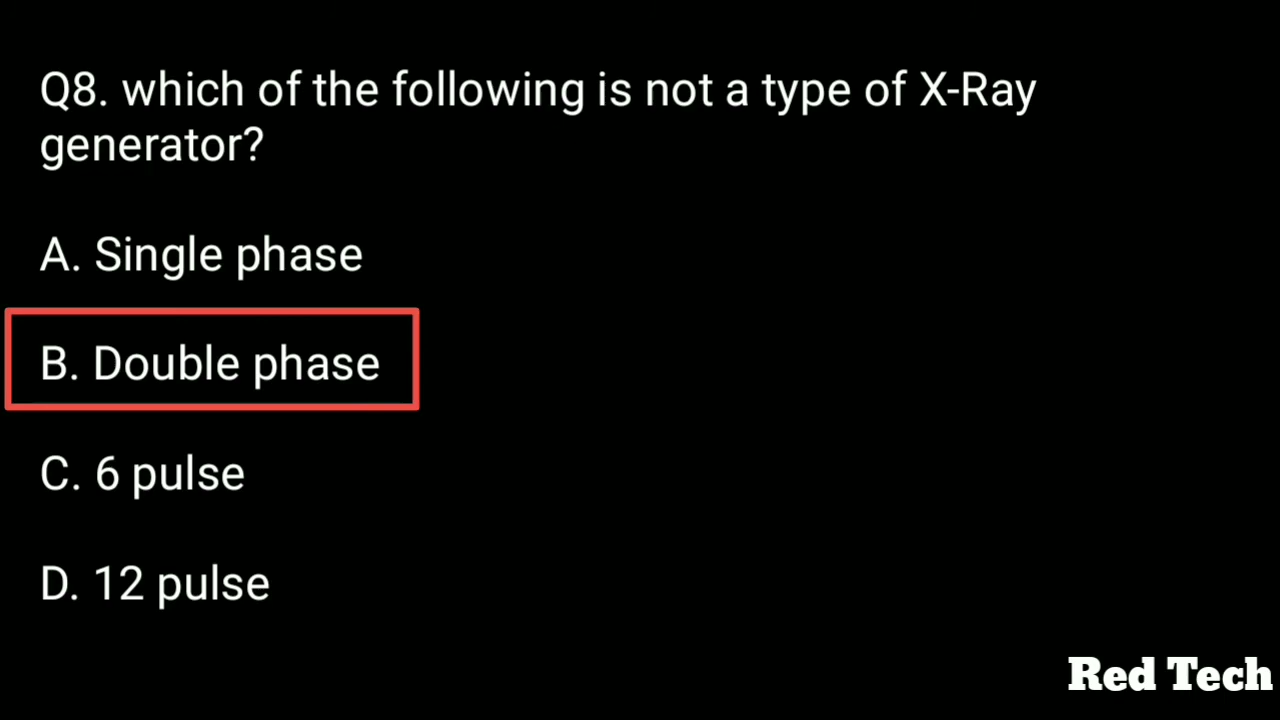 Q8. which of the following is not a type of X-Ray
generator?
A. Single phase
B. Double phase
C. 6 pulse
D. 12 pulse
Red Tech